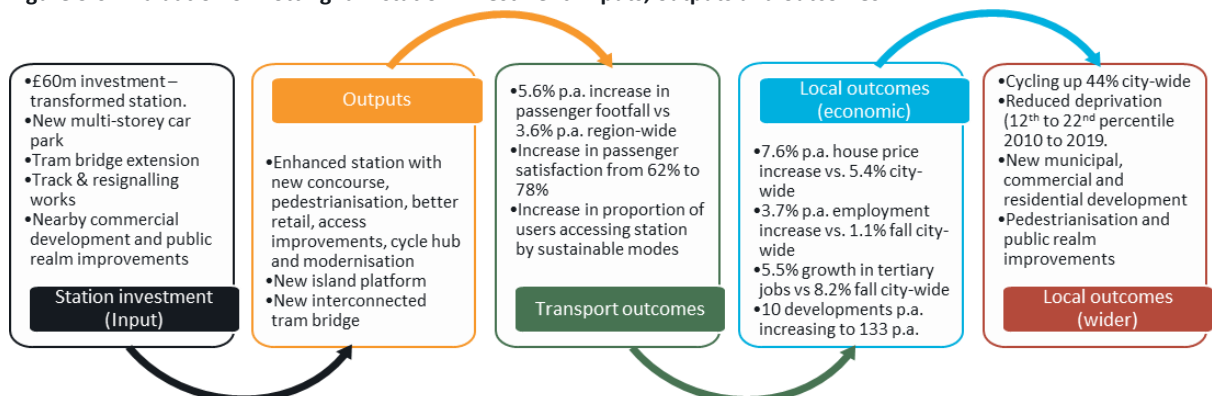 •£60m investment –
transformed station.
•New multi-storey car
park
•Tram bridge extension
•Track & resignalling
works
•Nearby commercial
development and public
realm improvements
Station investment
(Input)
Outputs
•Enhanced station with
new concourse,
pedestrianisation, better
retail, access
improvements, cycle hub
and modernisation
•New island platform
•New interconnected
tram bridge
•5.6% p.a. increase in
passenger footfall vs
3.6% p.a. region-wide
•Increase in passenger
satisfaction from 62% to
78%
•Increase in proportion of
users accessing station
by sustainable modes
Transport outcomes
Local outcomes
(economic)
•7.6% p.a. house price
increase vs. 5.4% city-
wide
•3.7% p.a. employment
increase vs. 1.1% fall city-
wide
•5.5% growth in tertiary
jobs vs 8.2% fall city-wide
•10 developments p.a.
increasing to 133 p.a.
•Cycling up 44% city-wide
•Reduced deprivation
(12th to 22nd percentile
2010 to 2019.
•New municipal,
commercial and
residential development
•Pedestrianisation and
public realm
improvements
Local outcomes
(wider)